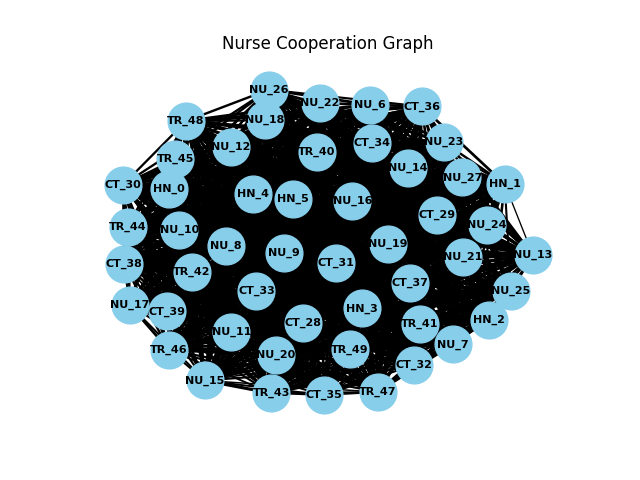 Nurse Cooperation Graph
NU_26
NU_22
NU_6
CT_36
TR_48
NU_18
NU_12
TR_40
CT_34
NU_23
TR_45
NU_14
NU_27
CT_30
HN_0
HN_4
HN_5
NU_16
HN_1
TR_44
NU_10
CT_29
NU_24
NU_8
NU_9
NU_19
NU_21
NU_13
CT_38
TR_42
CT_31
CT_37
NU_25
CT_33
NU_17
CT_39
HN_3
HN_2
NU_11
CT_28
TR_41
TR_46
NU_20
TR_49
NU_7
CT_32
NU_15
TR_43
CT_35
TR_47